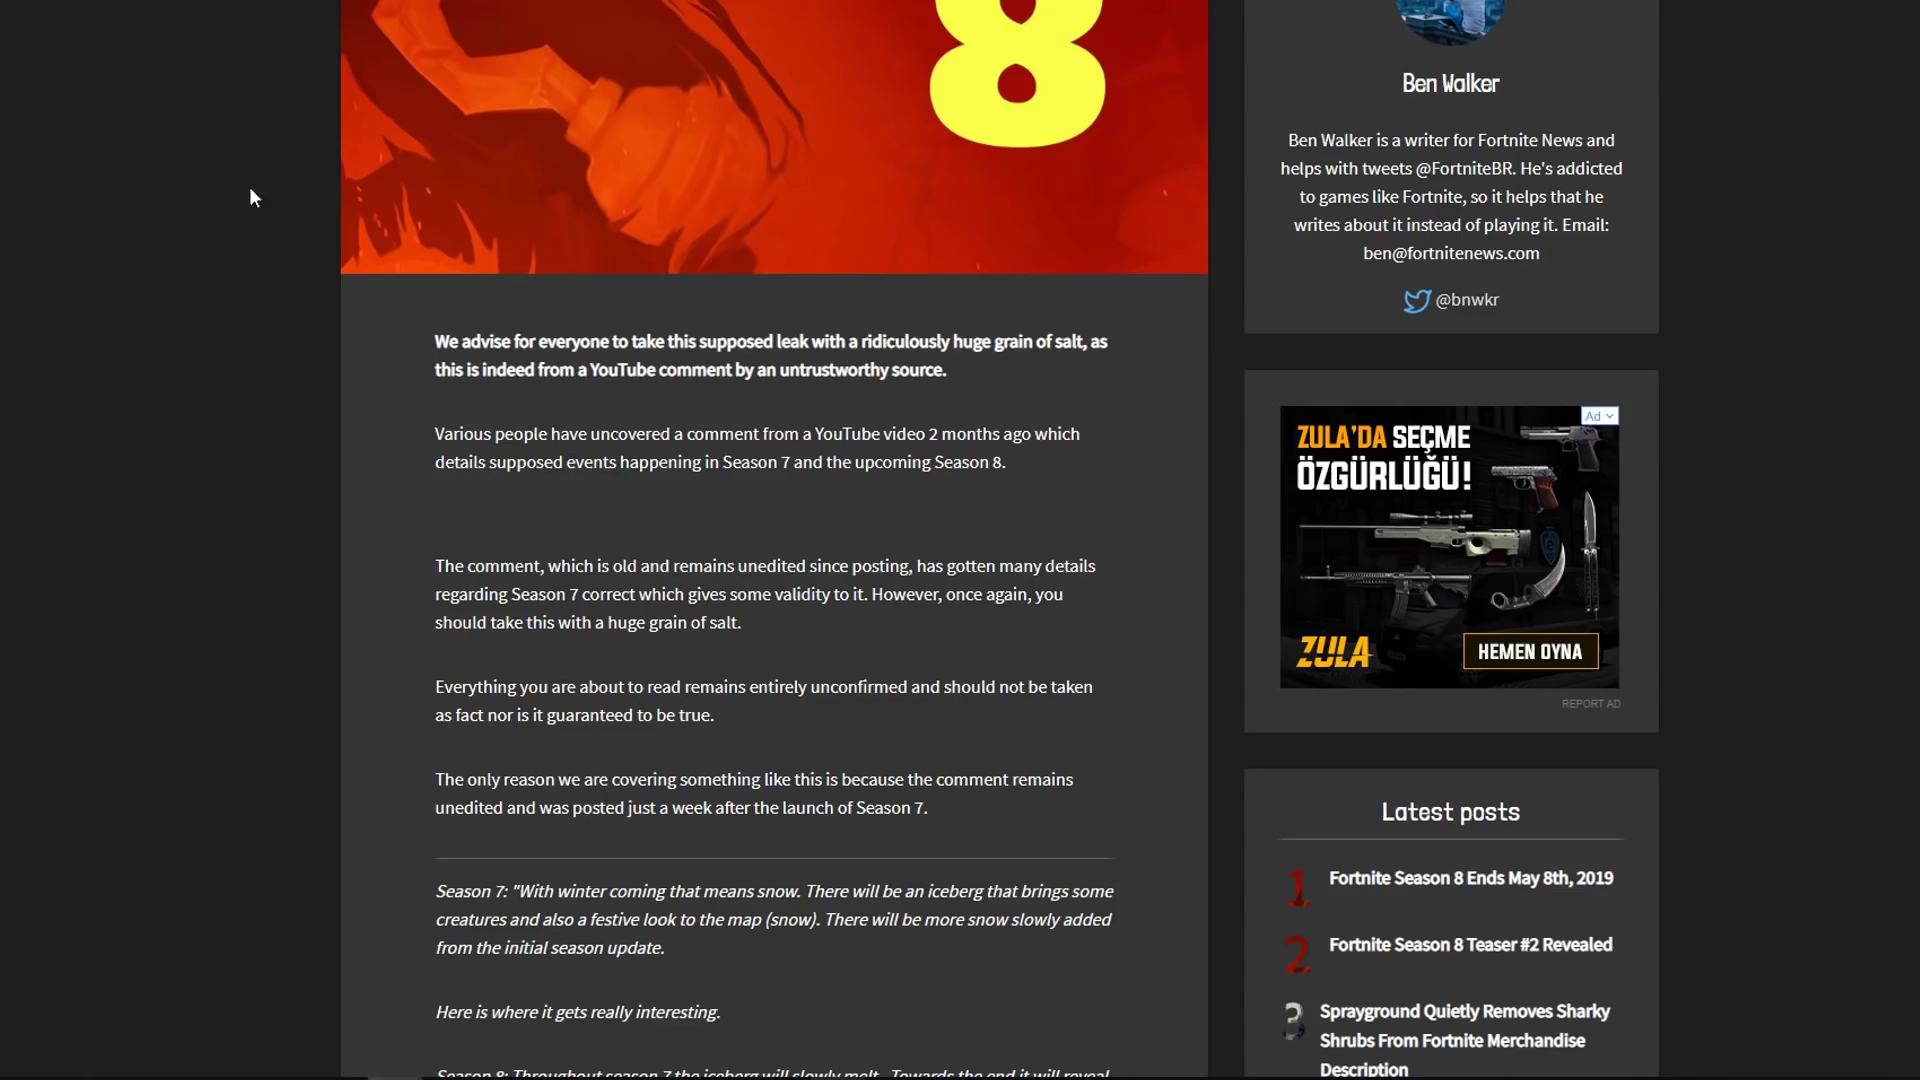 8
We advise for everyone to take this supposed leak with a ridiculously huge grain of salt, as
this is indeed from a YouTube comment by an untrustworthy source.
Various people have uncovered a comment from a YouTube video 2 months ago which
details supposed events happening in Season 7 and the upcoming Season 8.
The comment, which is old and remains unedited since posting, has gotten many details
regarding Season 7 correct which gives some validity to it. However, once again, you
should take this with a huge grain of salt.
Everything you are about to read remains entirely unconfirmed and should not be taken
as fact nor is it guaranteed to be true.
The only reason we are covering something like this is because the comment remains
unedited and was posted just a week after the launch of Season 7.
Season 7: "With winter coming that means snow. There will be an iceberg that brings some
creatures and also a festive look to the map (snow). There will be more snow slowly added
from the initial season update.
Here is where it gets really interesting.
Season 8: Throughout season 7 the iceberg will slowly melt. Towards the end it will reveal
Ben Walker
Ben Walker is a writer for Fortnite News and
helps with tweets @FortniteBR. He's addicted
to games like Fortnite, so it helps that he
writes about it instead of playing it. Email:
ben@fortnitenews.com
@bnwkr
Ad
ZULA'DA SEÇME
ÖZGÜRLÜĞÜ!
ZULA
HEMEN OYNA
REPORT AD
Latest posts
1 Fortnite Season 8 Ends May 8th, 2019
2 Fortnite Season 8 Teaser #2 Revealed
3 Sprayground Quietly Removes Sharky
Shrubs From Fortnite Merchandise
Description